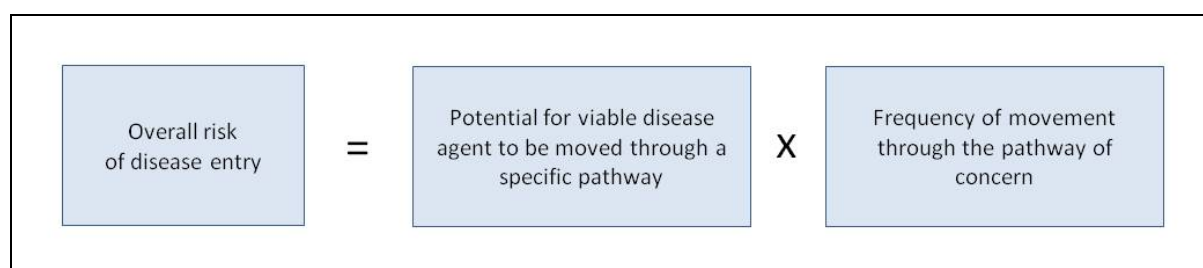 Overall risk
of disease entry
=
Potential for viable disease
agent to be moved through a
specific pathway
X
Frequency of movement
through the pathway of
concern